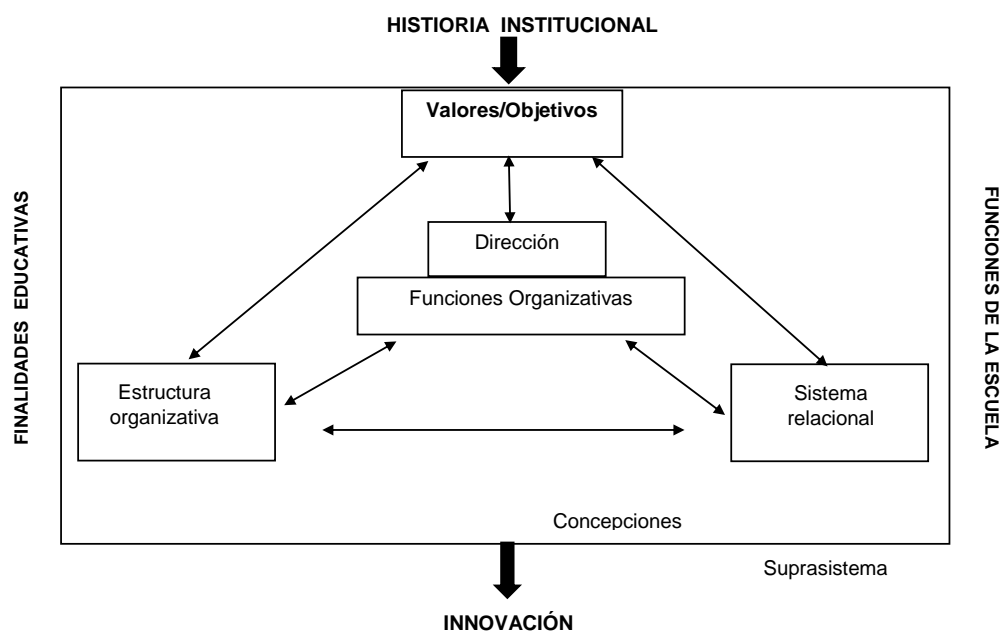 HISTIORIA INSTITUCIONAL
Valores/Objetivos
FINALIDADES EDUCATIVAS
FUNCIONES DE LA ESCUELA
Dirección
Funciones Organizativas
Estructura
organizativa
Sistema
relacional
Concepciones
Suprasistema
INNOVACIÓN